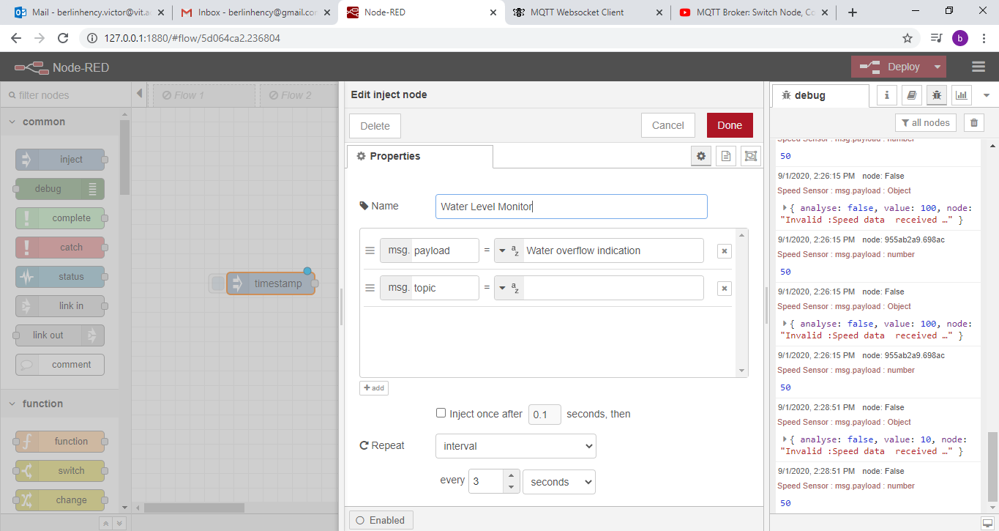 Mail - berlinhency.victor@vit.a
Inbox - berlinhency@gmail.co
Node-RED
MQTT Websocket Client
MQTT Broker: Switch Node, Co
127.0.0.1:1880/#flow/5d064ca2.236804
b
Node-RED
Deploy
filter nodes
Flow 1
Flow 2
common
inject
debug
complete
catch
status
link in
link out
comment
function
function
switch
change
timestamp
Edit inject node
Delete
Cancel
Done
Properties
Name
Water Level Monitor
msg. payload = a z Water overflow indication
msg. topic = a z
+ add
Inject once after 0.1 seconds, then
Repeat interval
every 3 seconds
Enabled
debug
i
all nodes
Speed Sensor : msg.payload : number
50
9/1/2020, 2:26:15 PM node: False
Speed Sensor : msg.payload : Object
{ analyse: false, value: 100, node:
"Invalid :Speed data received …" }
9/1/2020, 2:26:15 PM node: 955ab2a9.698ac
Speed Sensor : msg.payload : number
50
9/1/2020, 2:26:15 PM node: False
Speed Sensor : msg.payload : Object
{ analyse: false, value: 100, node:
"Invalid :Speed data received …" }
9/1/2020, 2:26:15 PM node: 955ab2a9.698ac
Speed Sensor : msg.payload : number
50
9/1/2020, 2:28:51 PM node: False
Speed Sensor : msg.payload : Object
{ analyse: false, value: 10, node:
"Invalid :Speed data received …" }
9/1/2020, 2:28:51 PM node: False
Speed Sensor : msg.payload : number
50